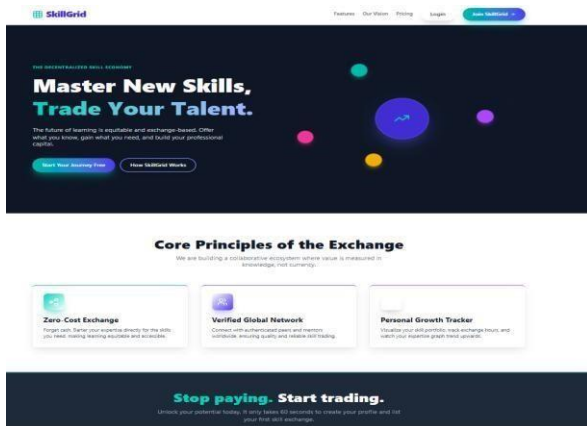 SkillGrid
Features Our Vision Pricing Login Join SkillGrid
THE DECENTRALIZED SKILL ECONOMY
Master New Skills,
Trade Your Talent.
The future of learning is equitable and exchange-based. Offer
what you know, gain what you need, and build your professional
capital.
Start Your Journey Free How SkillGrid Works
Core Principles of the Exchange
We are building a collaborative ecosystem where value is measured in
knowledge, not currency.
Zero-Cost Exchange
Forget cash. Barter your expertise directly for the skills
you need, making learning equitable and accessible.
Verified Global Network
Connect with authenticated peers and mentors
worldwide, ensuring quality and reliable skill trading.
Personal Growth Tracker
Visualize your skill portfolio, track exchange hours, and
watch your expertise graph trend upwards.
Stop paying. Start trading.
Unlock your potential today. It only takes 60 seconds to create your profile and list
your first skill exchange.